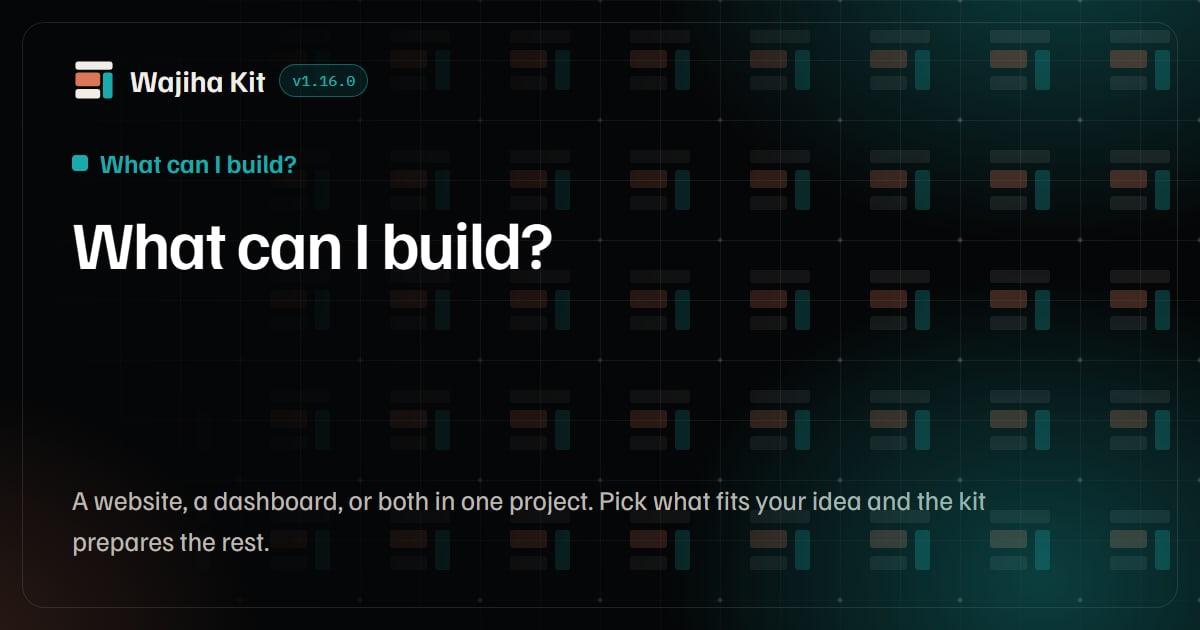 Wajiha Kit v1.16.0
What can I build?
What can I build?
A website, a dashboard, or both in one project. Pick what fits your idea and the kit
prepares the rest.